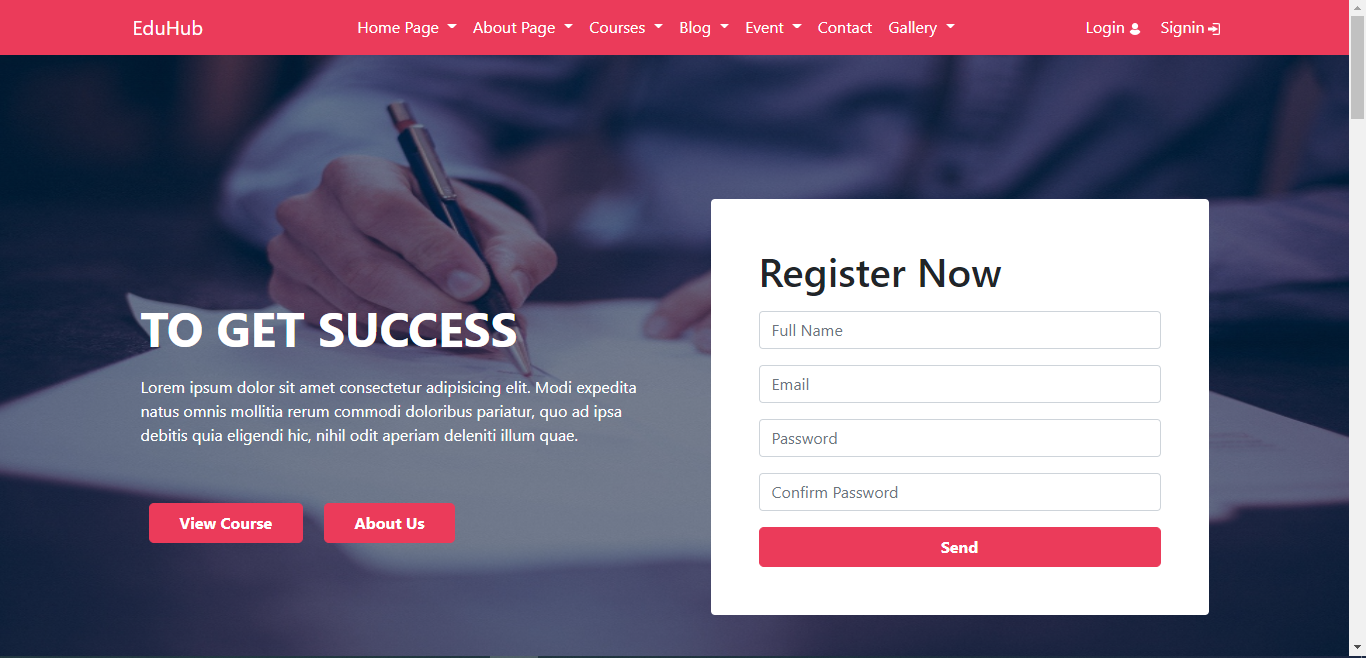 EduHub
Home Page
About Page
Courses
Blog
Event
Contact
Gallery
Login
Signin
TO GET SUCCESS
Lorem ipsum dolor sit amet consectetur adipisicing elit. Modi expedita
natus omnis mollitia rerum commodi doloribus pariatur, quo ad ipsa
debitis quia eligendi hic, nihil odit aperiam deleniti illum quae.
View Course
About Us
Register Now
Full Name
Email
Password
Confirm Password
Send